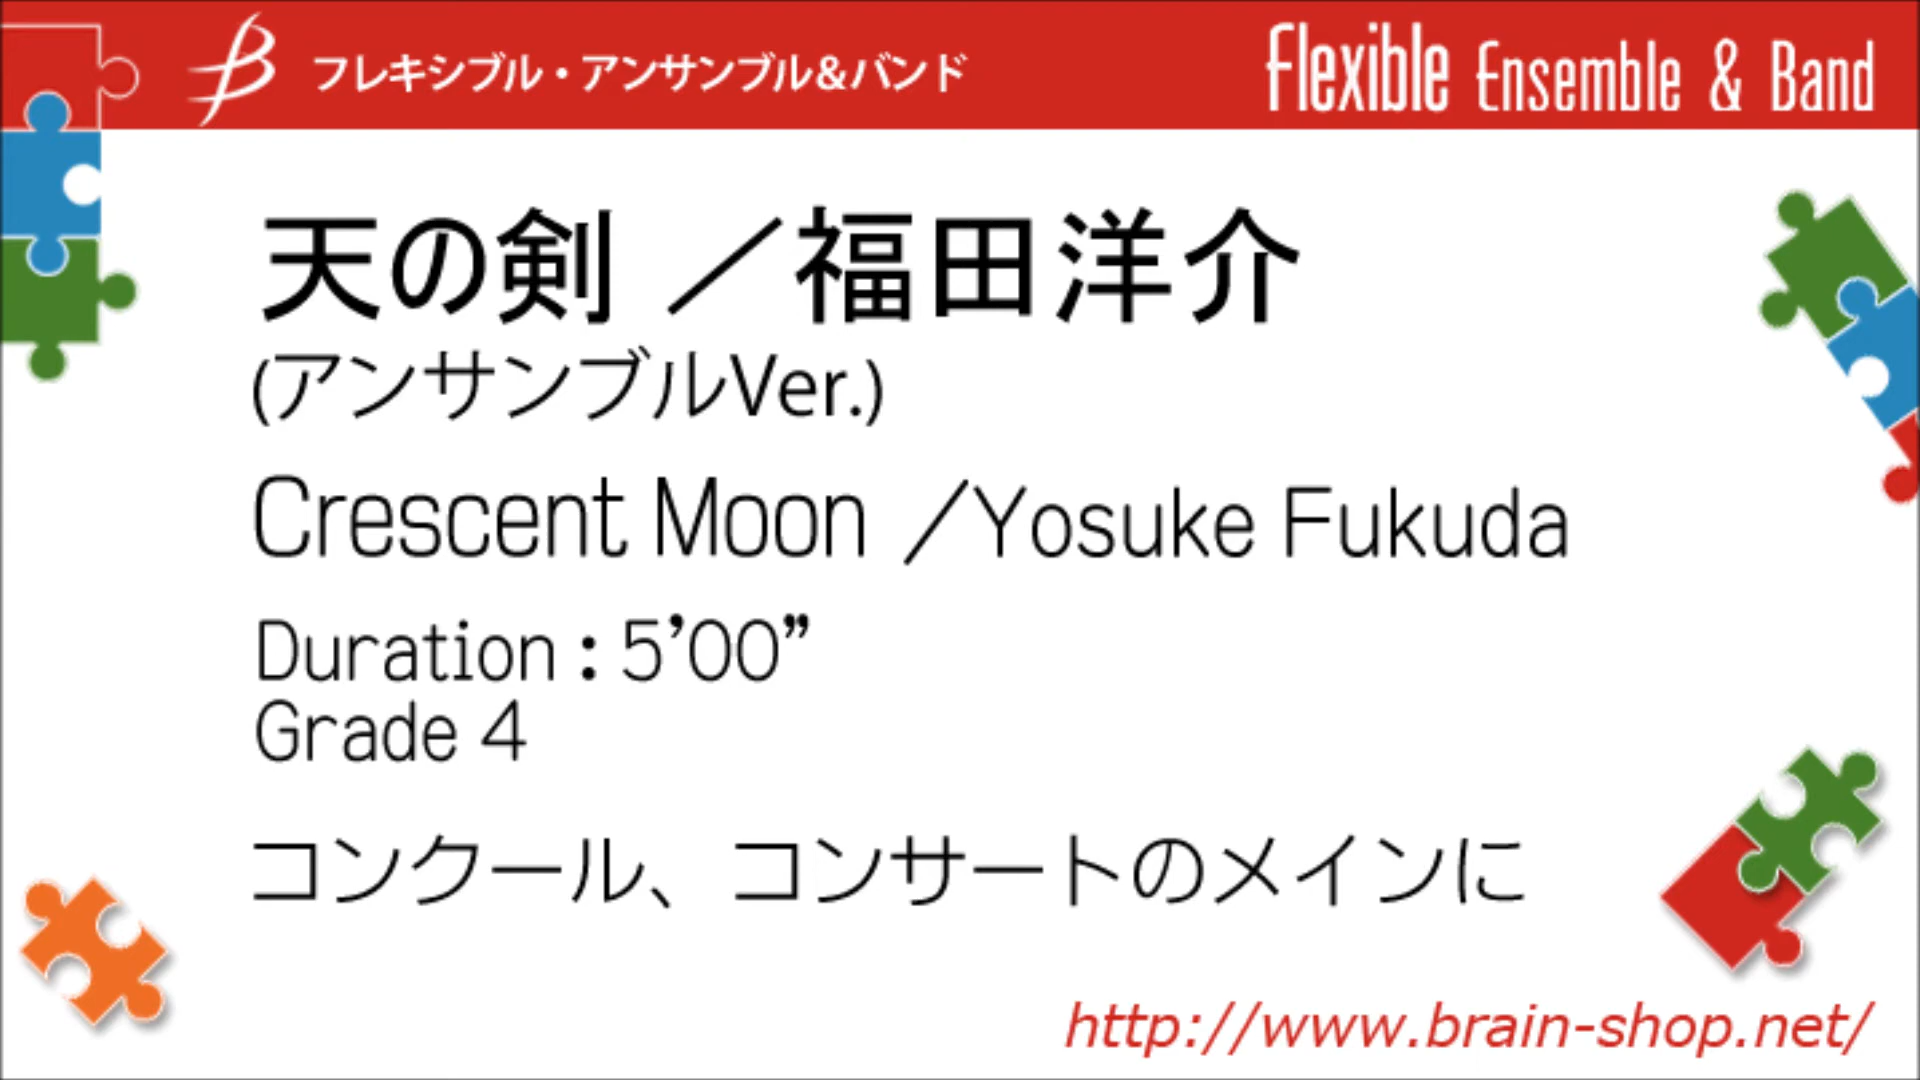 フレキシブル・アンサンブル&バンド
Flexible Ensemble & Band
天の剣 ／福田洋介
(アンサンブルVer.)
Crescent Moon ／Yosuke Fukuda
Duration : 5’00”
Grade 4
コンクール、コンサートのメインに
http://www.brain-shop.net/